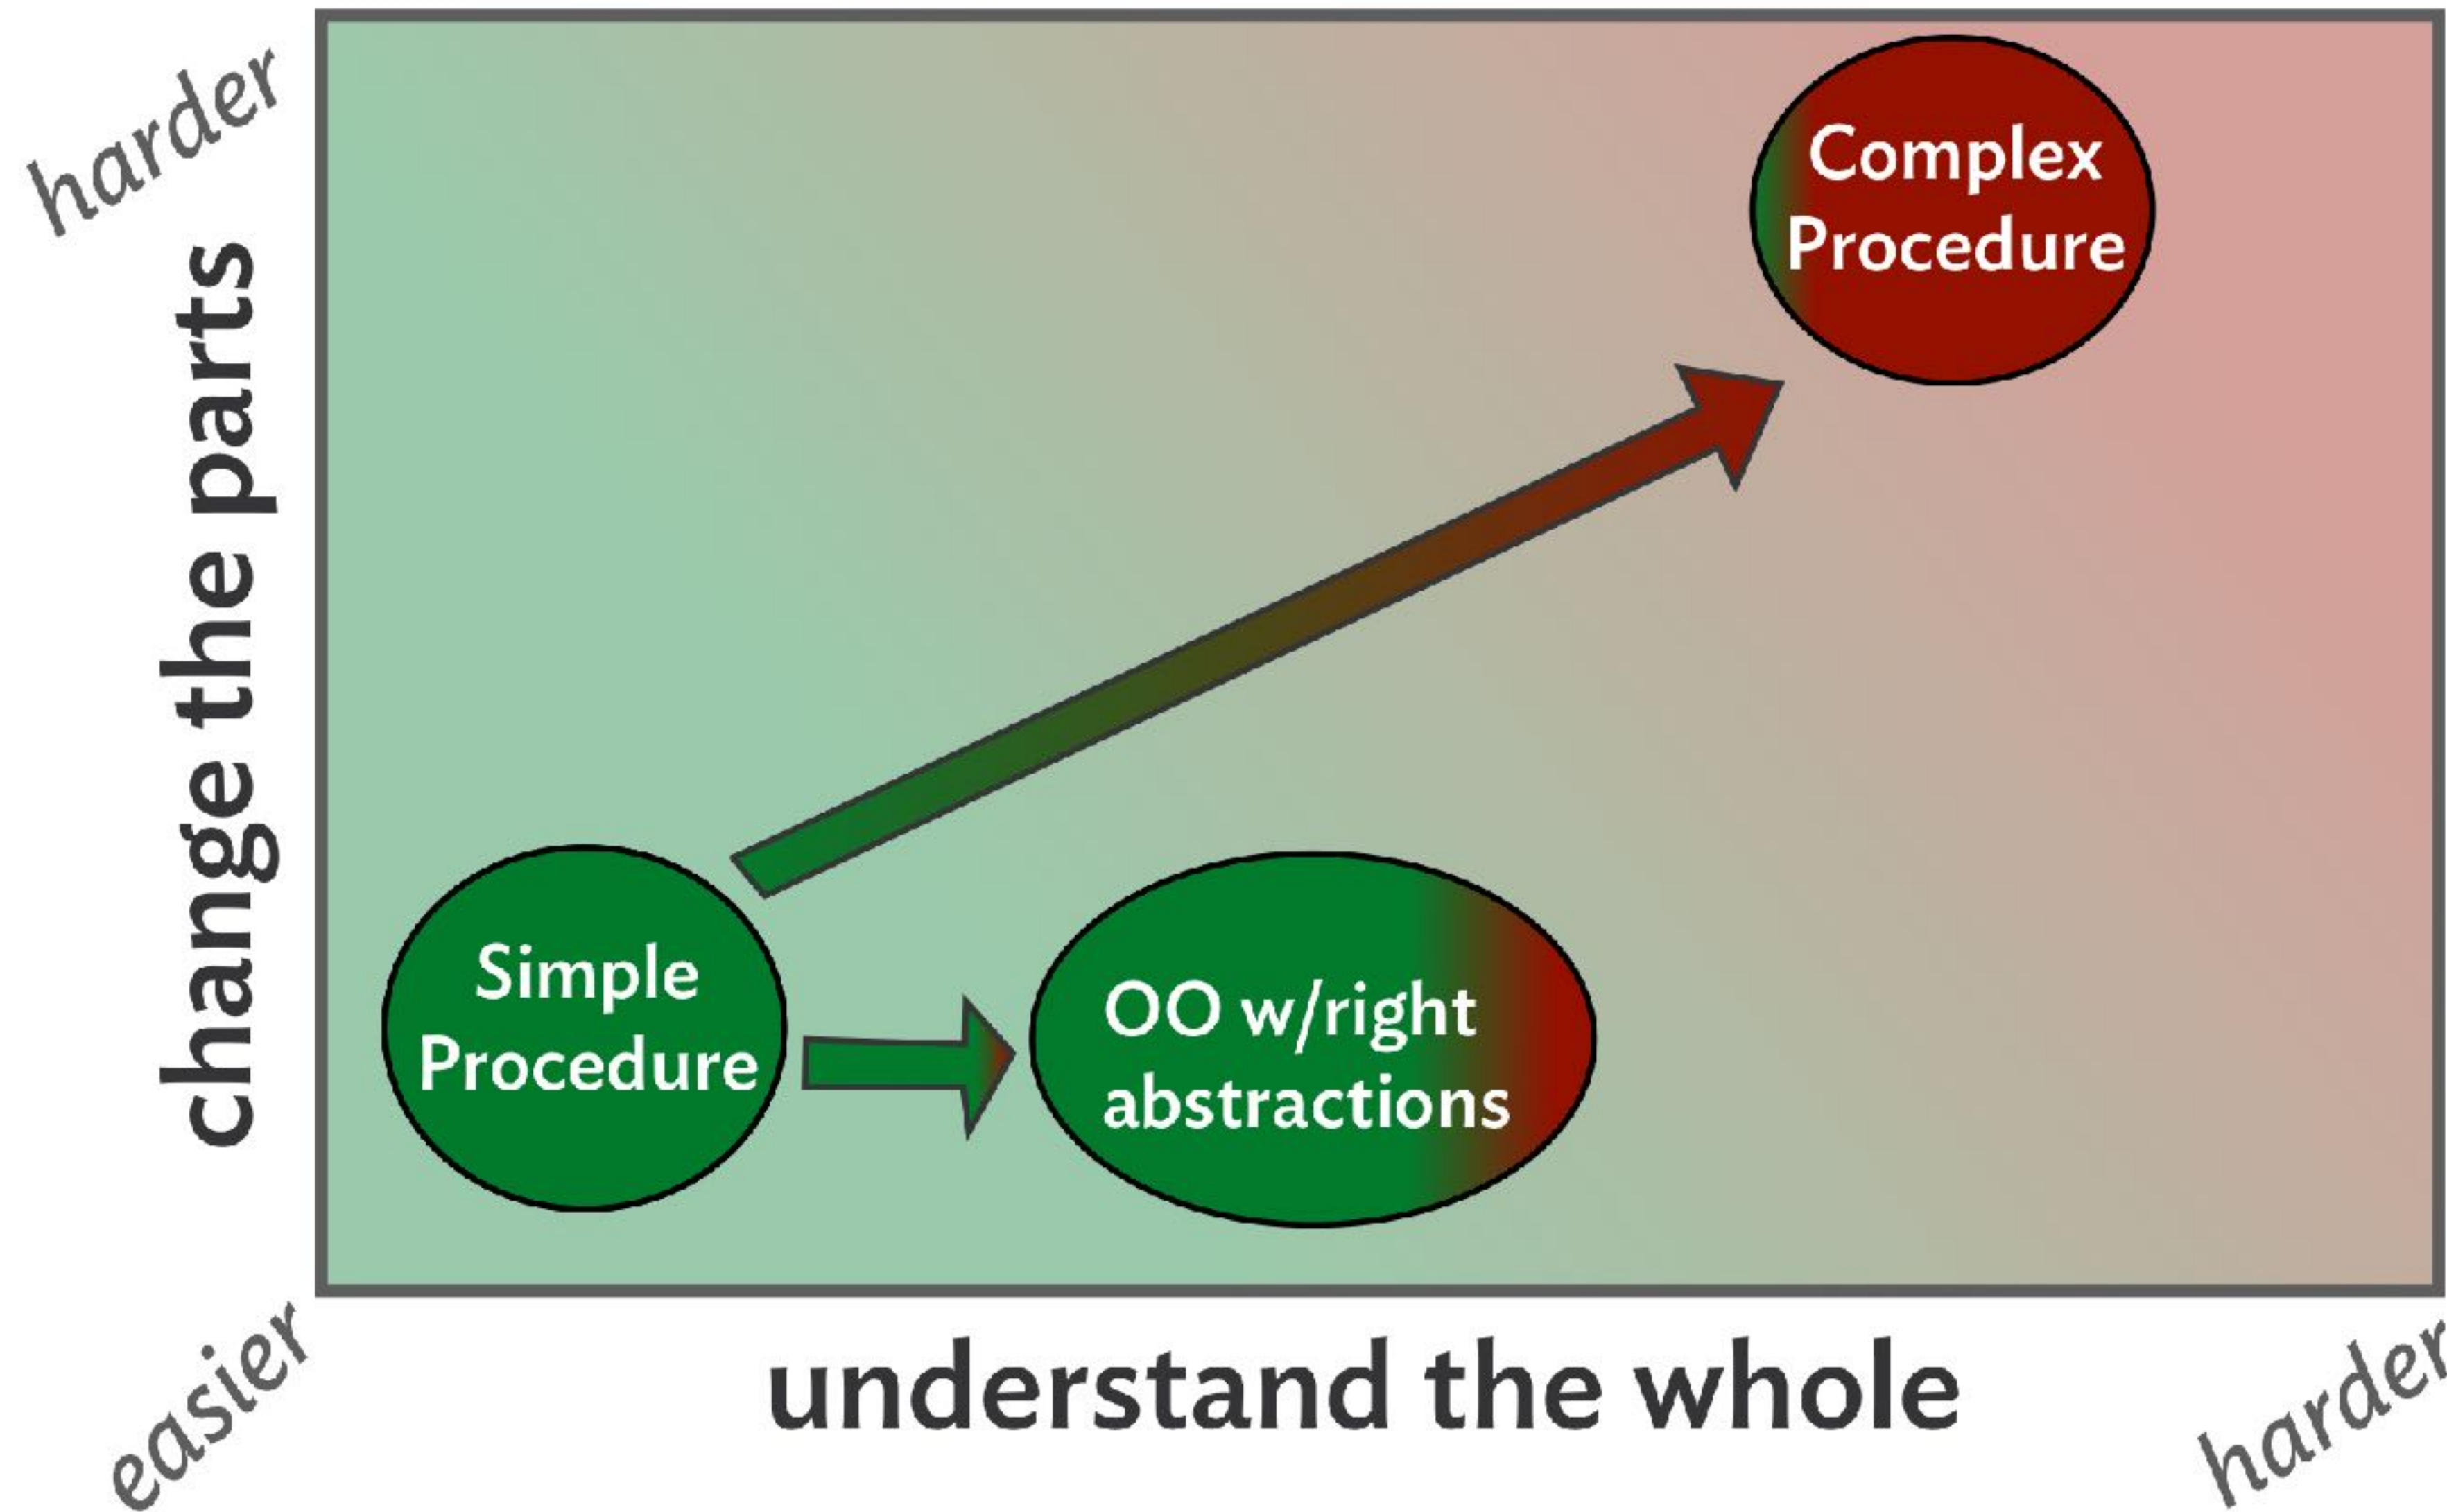 harder
change the parts
Complex
Procedure
Simple
Procedure
OO w/right
abstractions
easier
understand the whole
harder